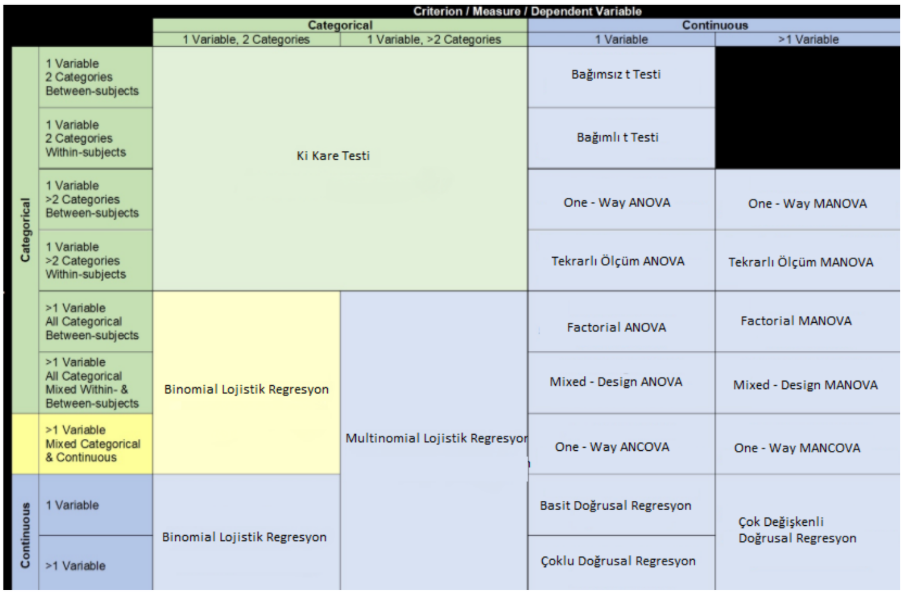 Criterion / Measure / Dependent Variable
Categorical
Continuous
1 Variable, 2 Categories
1 Variable, >2 Categories
1 Variable
>1 Variable
Categorical
1 Variable
2 Categories
Between-subjects
Bağımsız t Testi
1 Variable
2 Categories
Within-subjects
Ki Kare Testi
Bağımlı t Testi
1 Variable
>2 Categories
Between-subjects
One - Way ANOVA
One - Way MANOVA
1 Variable
>2 Categories
Within-subjects
Tekrarlı Ölçüm ANOVA
Tekrarlı Ölçüm MANOVA
>1 Variable
All Categorical
Between-subjects
Factorial ANOVA
Factorial MANOVA
>1 Variable
All Categorical
Mixed Within- &
Between-subjects
Binomial Lojistik Regresyon
Mixed - Design ANOVA
Mixed - Design MANOVA
>1 Variable
Mixed Categorical
& Continuous
Multinomial Lojistik Regresyon
One - Way ANCOVA
One - Way MANCOVA
Continuous
1 Variable
Basit Doğrusal Regresyon
Binomial Lojistik Regresyon
Çok Değişkenli
Doğrusal Regresyon
>1 Variable
Çoklu Doğrusal Regresyon